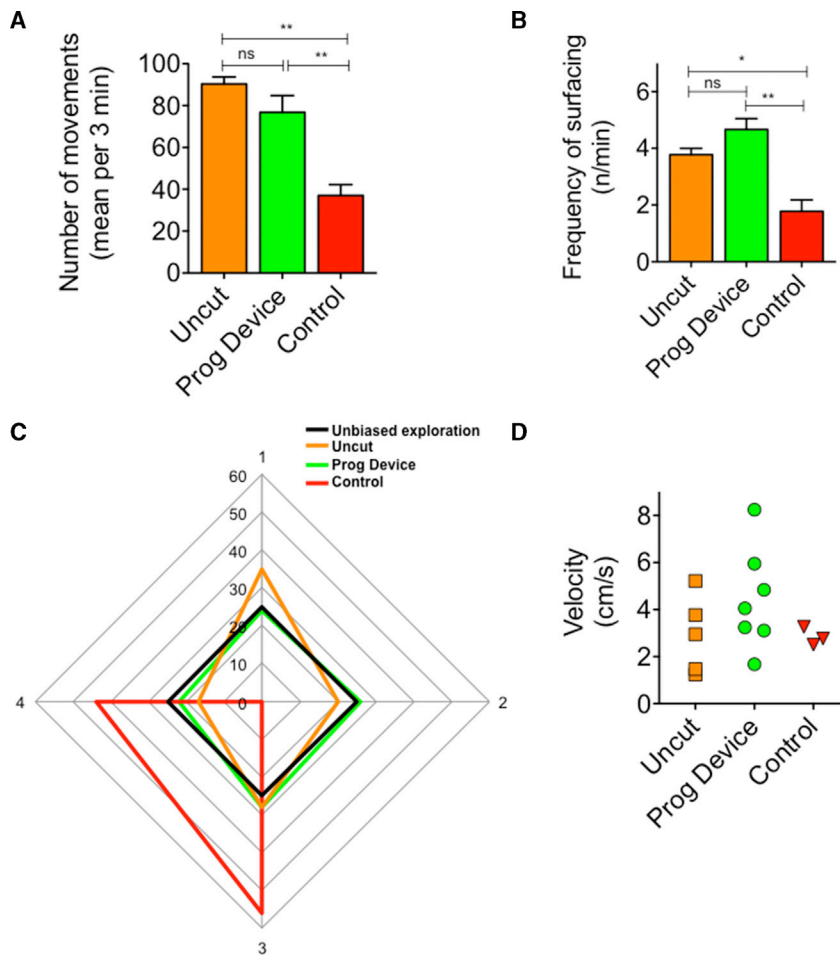 A
Number of movements
(mean per 3 min)
100
80
60
40
20
0
**
ns
**
Uncut
Prog Device
Control
B
Frequency of surfacing
(n/min)
6
4
2
0
*
ns
**
Uncut
Prog Device
Control
C
Unbiased exploration
Uncut
Prog Device
Control
1
60
50
40
30
20
10
0
4
2
3
D
Velocity
(cm/s)
8
6
4
2
0
Uncut
Prog Device
Control